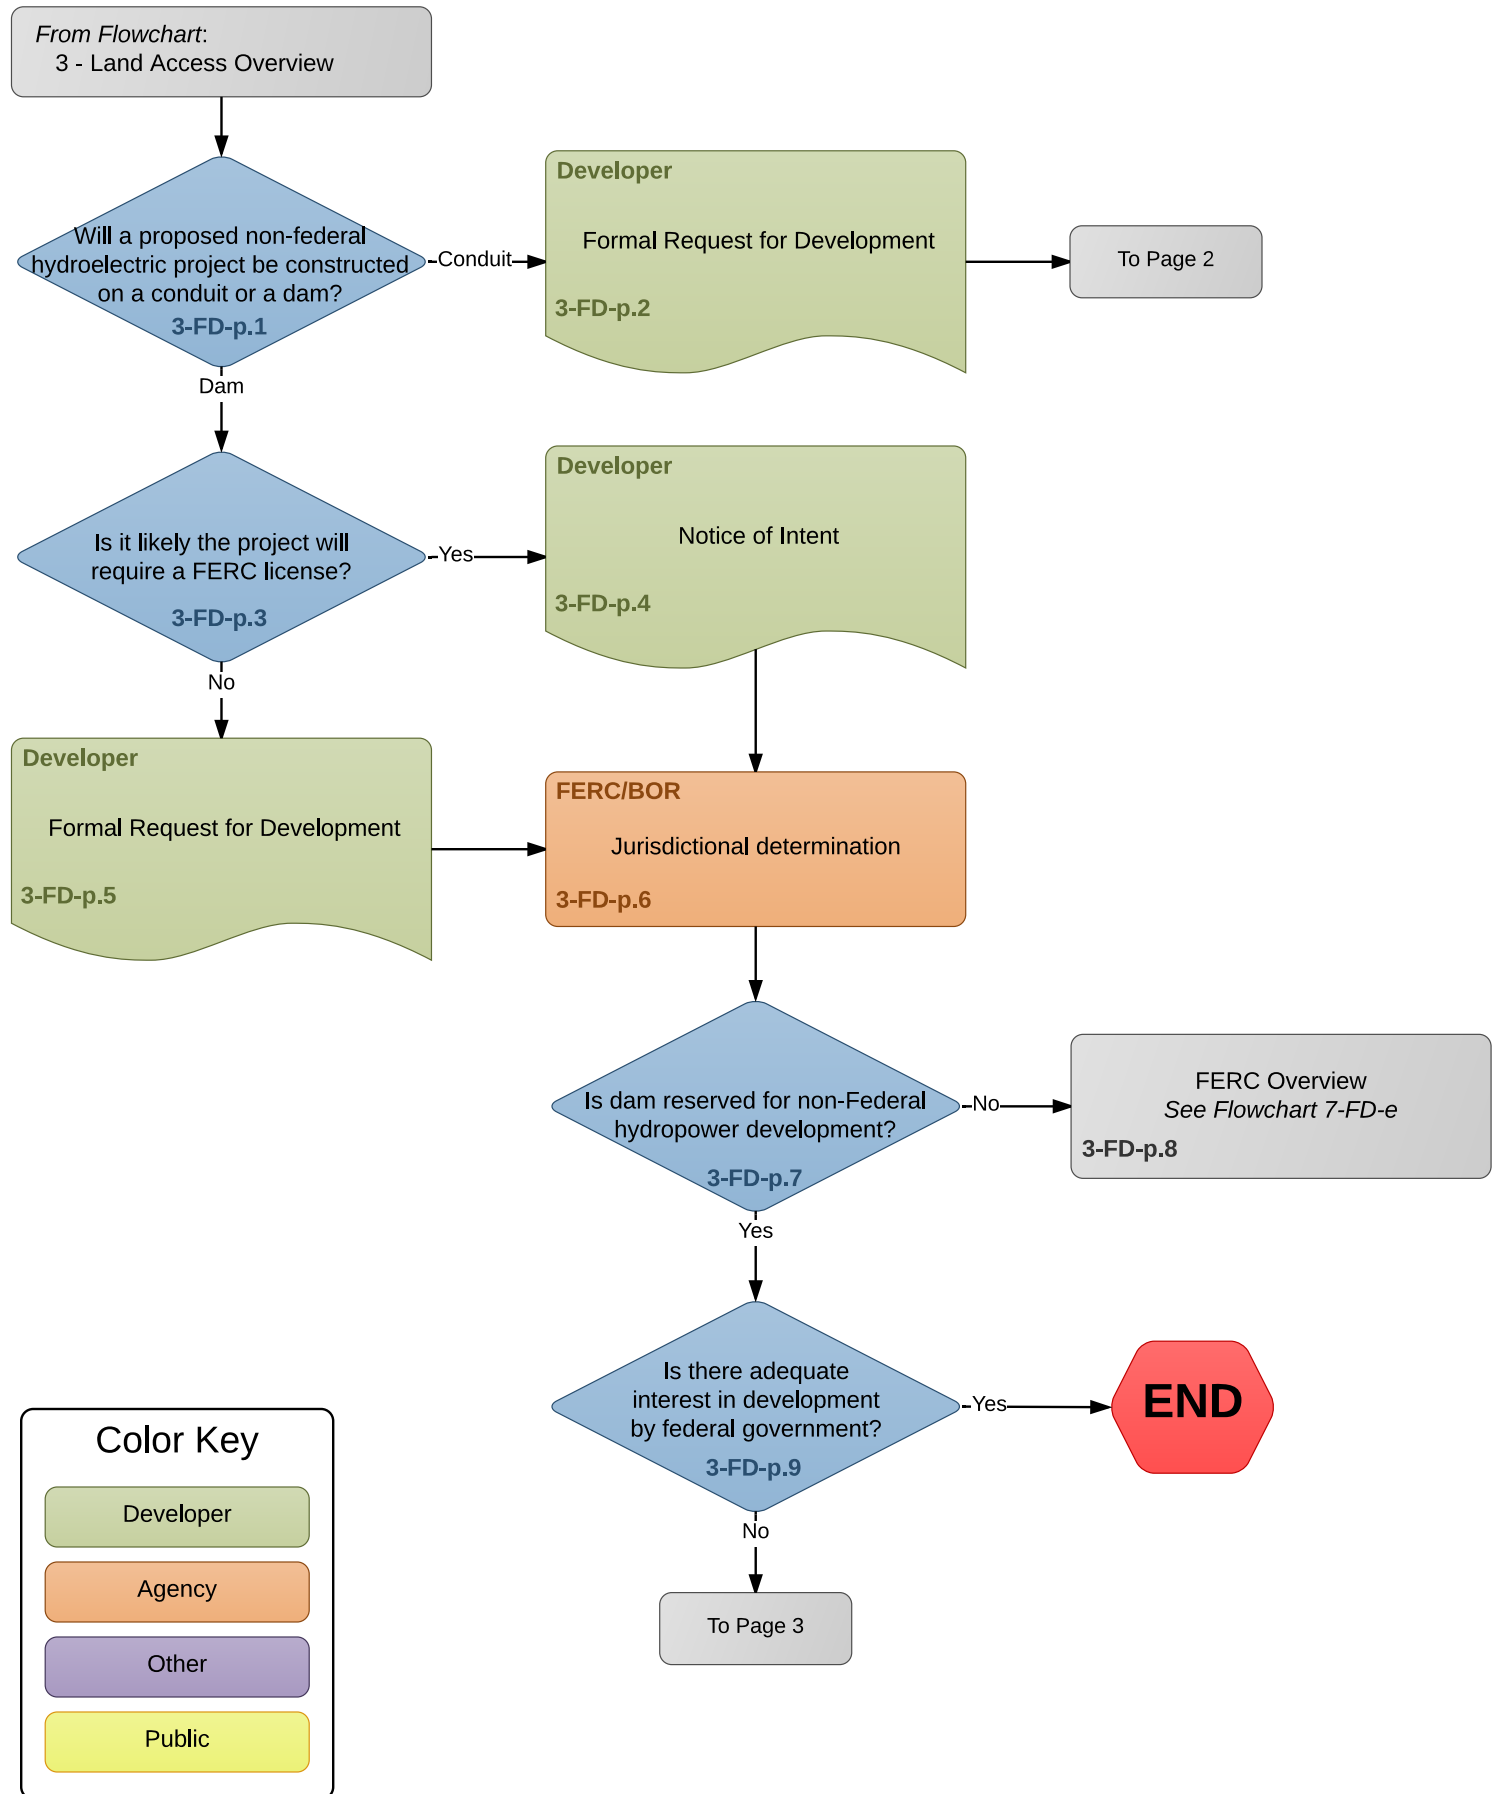 From Flowchart:
3 - Land Access Overview
Will a proposed non-federal
hydroelectric project be constructed
on a conduit or a dam?
3-FD-p.1
Conduit
Developer
Formal Request for Development
3-FD-p.2
To Page 2
Dam
Is it likely the project will
require a FERC license?
3-FD-p.3
Yes
Developer
Notice of Intent
3-FD-p.4
No
Developer
Formal Request for Development
3-FD-p.5
FERC/BOR
Jurisdictional determination
3-FD-p.6
Is dam reserved for non-Federal
hydropower development?
3-FD-p.7
No
FERC Overview
See Flowchart 7-FD-e
3-FD-p.8
Yes
Is there adequate
interest in development
by federal government?
3-FD-p.9
Yes
END
No
To Page 3
Color Key
Developer
Agency
Other
Public